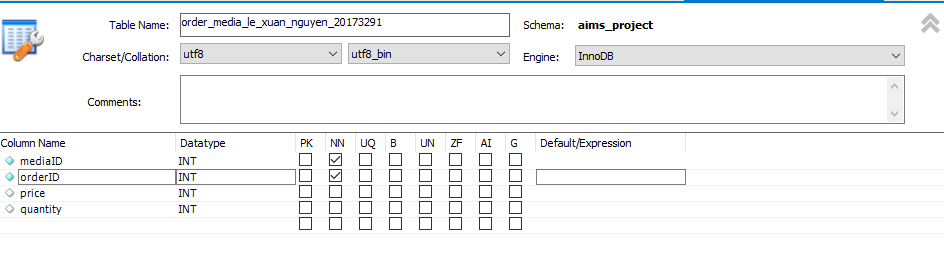 Table Name: order_media_le_xuan_nguyen_20173291 Schema: aims_project
Charset/Collation: utf8 utf8_bin Engine: InnoDB
Comments:
Column Name Datatype PK NN UQ B UN ZF AI G Default/Expression
mediaID INT
orderID INT
price INT
quantity INT